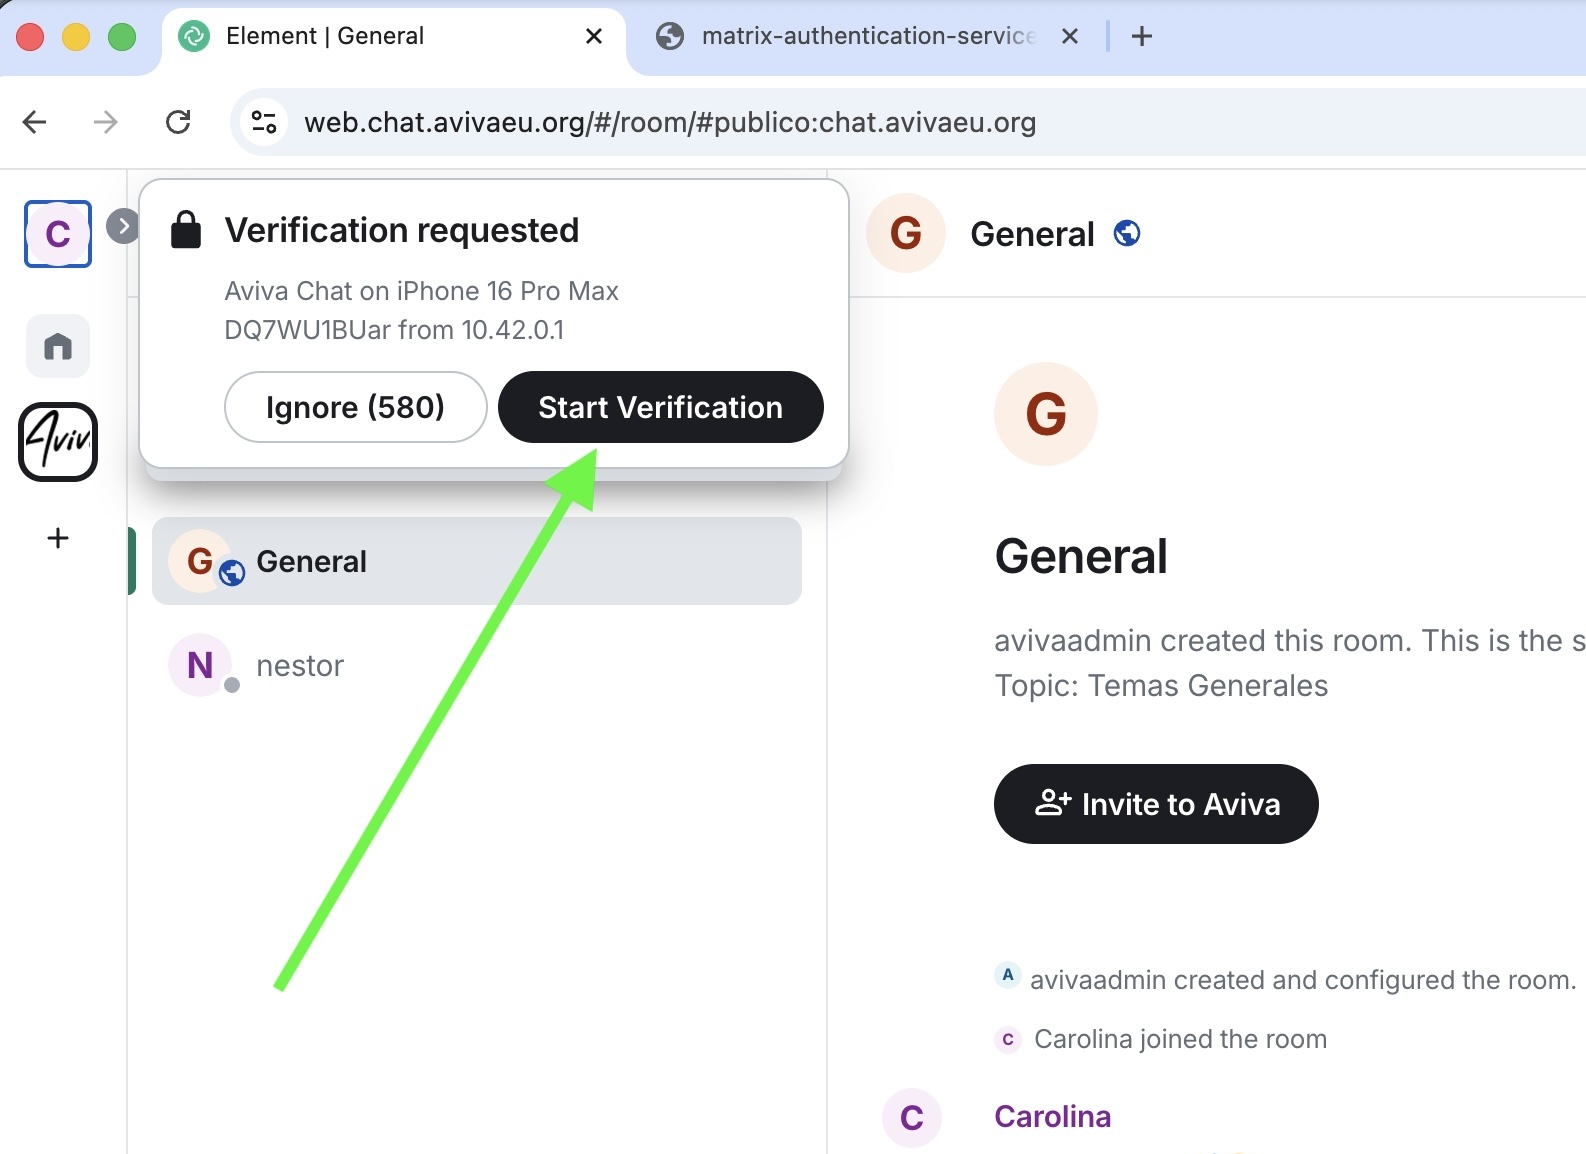 Element | General
matrix-authentication-service
web.chat.avivaeu.org/#/room/#publico:chat.avivaeu.org
C
Verification requested
Aviva Chat on iPhone 16 Pro Max
DQ7WU1BUar from 10.42.0.1
Ignore (580)
Start Verification
G
General
Aviv
G
General
N
nestor
G
General
avivaadmin created this room. This is the s
Topic: Temas Generales
Invite to Aviva
A
avivaadmin created and configured the room.
C
Carolina joined the room
C
Carolina